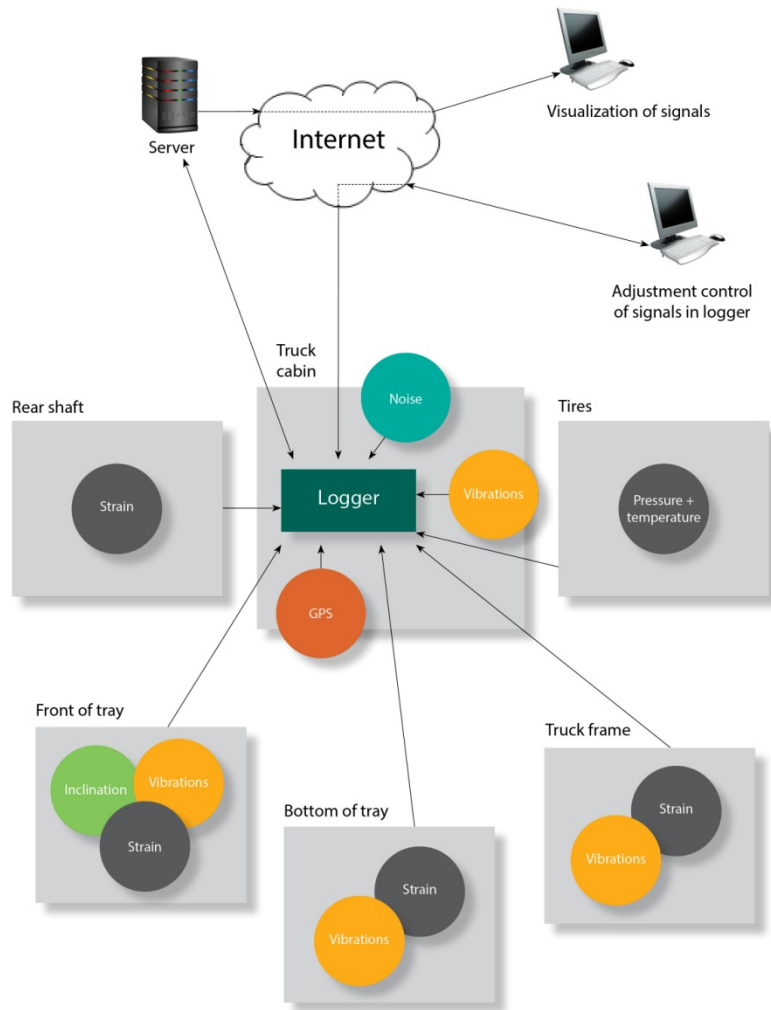 Visualization of signals
Internet
Server
Adjustment control
of signals in logger
Truck
cabin
Noise
Rear shaft
Tires
Strain
Logger
Vibrations
Pressure +
temperature
GPS
Front of tray
Inclination
Vibrations
Strain
Bottom of tray
Strain
Vibrations
Truck frame
Strain
Vibrations